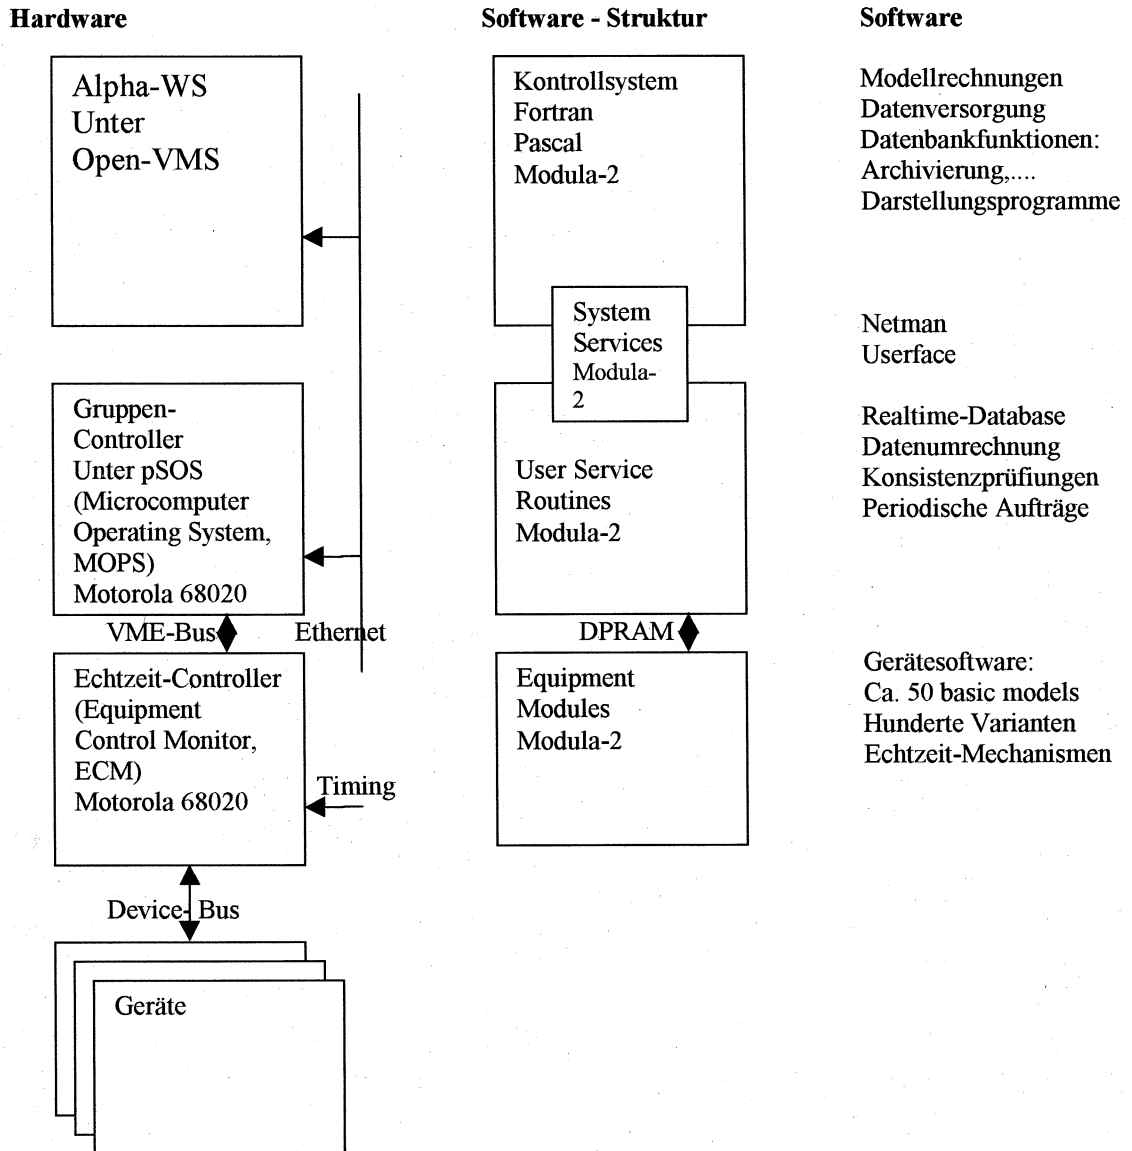 Hardware
Alpha-WS
Unter
Open-VMS
Gruppen-
Controller
Unter pSOS
(Microcomputer
Operating System,
MOPS)
Motorola 68020
VME-Bus
Ethernet
Echtzeit-Controller
(Equipment
Control Monitor,
ECM)
Motorola 68020
Timing
Device- Bus
Geräte
Software - Struktur
Kontrollsystem
Fortran
Pascal
Modula-2
System
Services
Modula-
2
User Service
Routines
Modula-2
DPRAM
Equipment
Modules
Modula-2
Software
Modellrechnungen
Datenversorgung
Datenbankfunktionen:
Archivierung,....
Darstellungsprogramme
Netman
Userface
Realtime-Database
Datenumrechnung
Konsistenzprüfiungen
Periodische Aufträge
Gerätesoftware:
Ca. 50 basic models
Hunderte Varianten
Echtzeit-Mechanismen